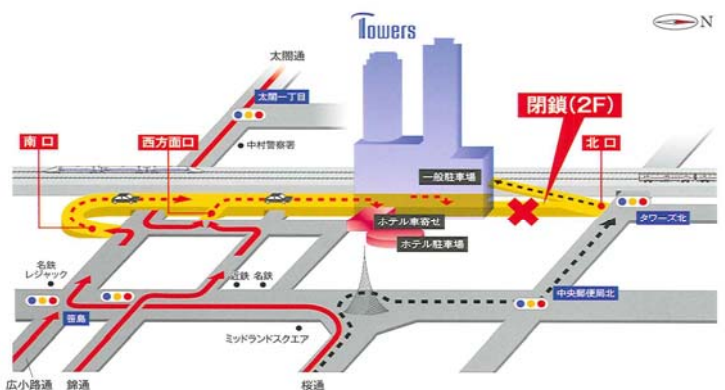 Towers
N
太閤通
太閤一丁目
中村警察署
閉鎖(2F)
南口
西方面口
北口
一般駐車場
ホテル車寄せ
ホテル駐車場
タワーズ北
名鉄
レジャック
近鉄
名鉄
中央郵便局北
笹島
ミッドランドスクエア
広小路通
錦通
桜通